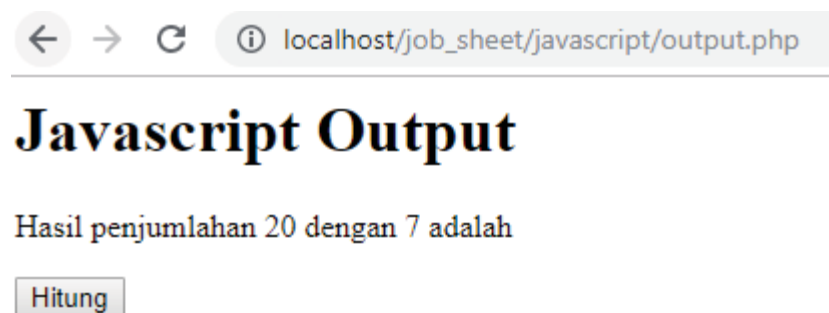 localhost/job_sheet/javascript/output.php
Javascript Output
Hasil penjumlahan 20 dengan 7 adalah
Hitung